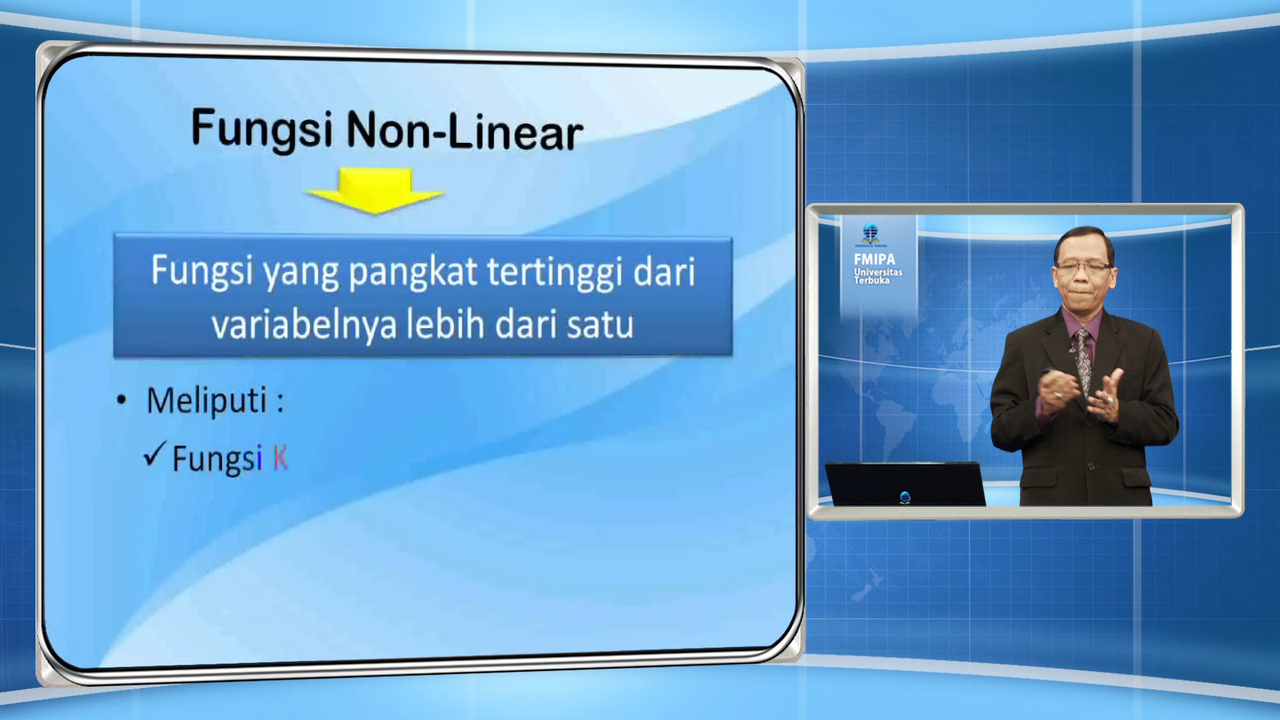 Fungsi Non-Linear
Fungsi yang pangkat tertinggi dari
variabelnya lebih dari satu
• Meliputi :
✓ Fungsi K
FMIPA
Universitas
Terbuka